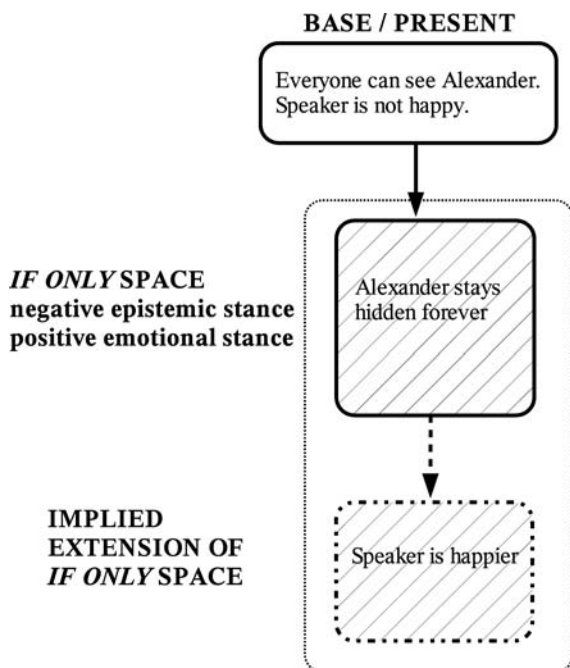 BASE / PRESENT
Everyone can see Alexander.
Speaker is not happy.
IF ONLY SPACE
negative epistemic stance
positive emotional stance
Alexander stays
hidden forever
IMPLIED
EXTENSION OF
IF ONLY SPACE
Speaker is happier